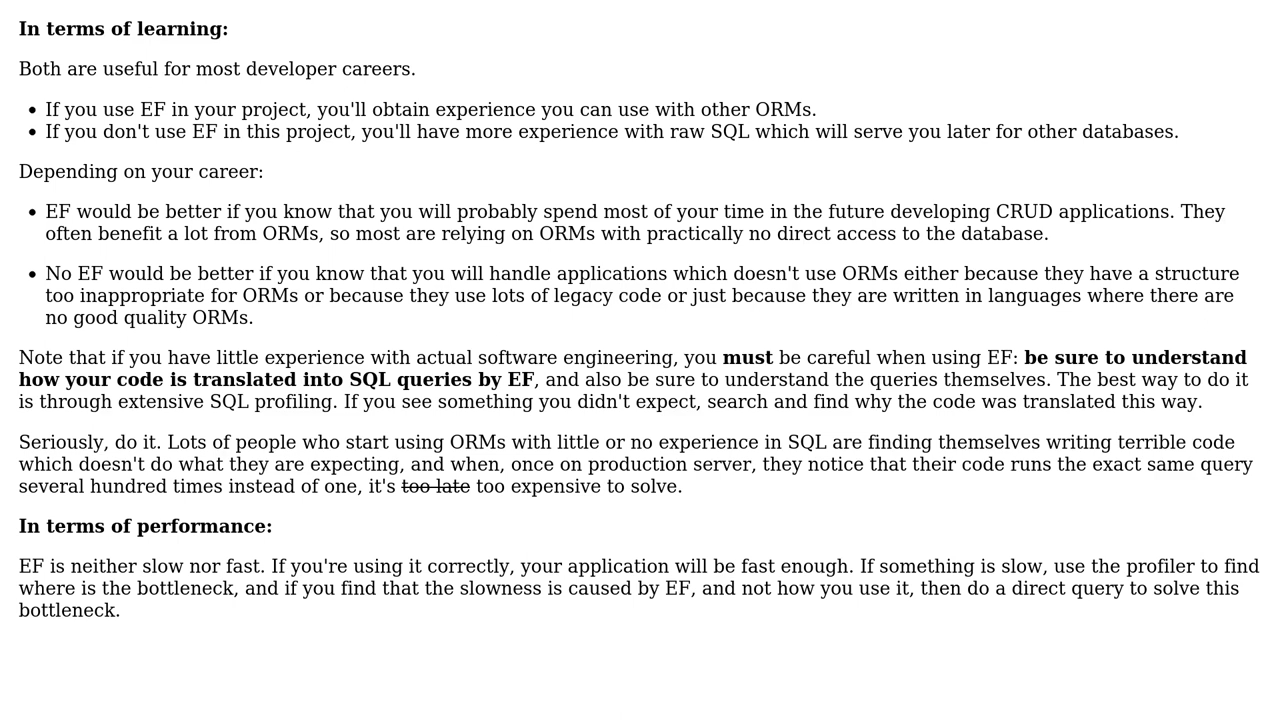 In terms of learning:
Both are useful for most developer careers.
• If you use EF in your project, you'll obtain experience you can use with other ORMs.
• If you don't use EF in this project, you'll have more experience with raw SQL which will serve you later for other databases.
Depending on your career:
• EF would be better if you know that you will probably spend most of your time in the future developing CRUD applications. They
often benefit a lot from ORMs, so most are relying on ORMs with practically no direct access to the database.
• No EF would be better if you know that you will handle applications which doesn't use ORMs either because they have a structure
too inappropriate for ORMs or because they use lots of legacy code or just because they are written in languages where there are
no good quality ORMs.
Note that if you have little experience with actual software engineering, you must be careful when using EF: be sure to understand
how your code is translated into SQL queries by EF, and also be sure to understand the queries themselves. The best way to do it
is through extensive SQL profiling. If you see something you didn't expect, search and find why the code was translated this way.
Seriously, do it. Lots of people who start using ORMs with little or no experience in SQL are finding themselves writing terrible code
which doesn't do what they are expecting, and when, once on production server, they notice that their code runs the exact same query
several hundred times instead of one, it's too late too expensive to solve.
In terms of performance:
EF is neither slow nor fast. If you're using it correctly, your application will be fast enough. If something is slow, use the profiler to find
where is the bottleneck, and if you find that the slowness is caused by EF, and not how you use it, then do a direct query to solve this
bottleneck.